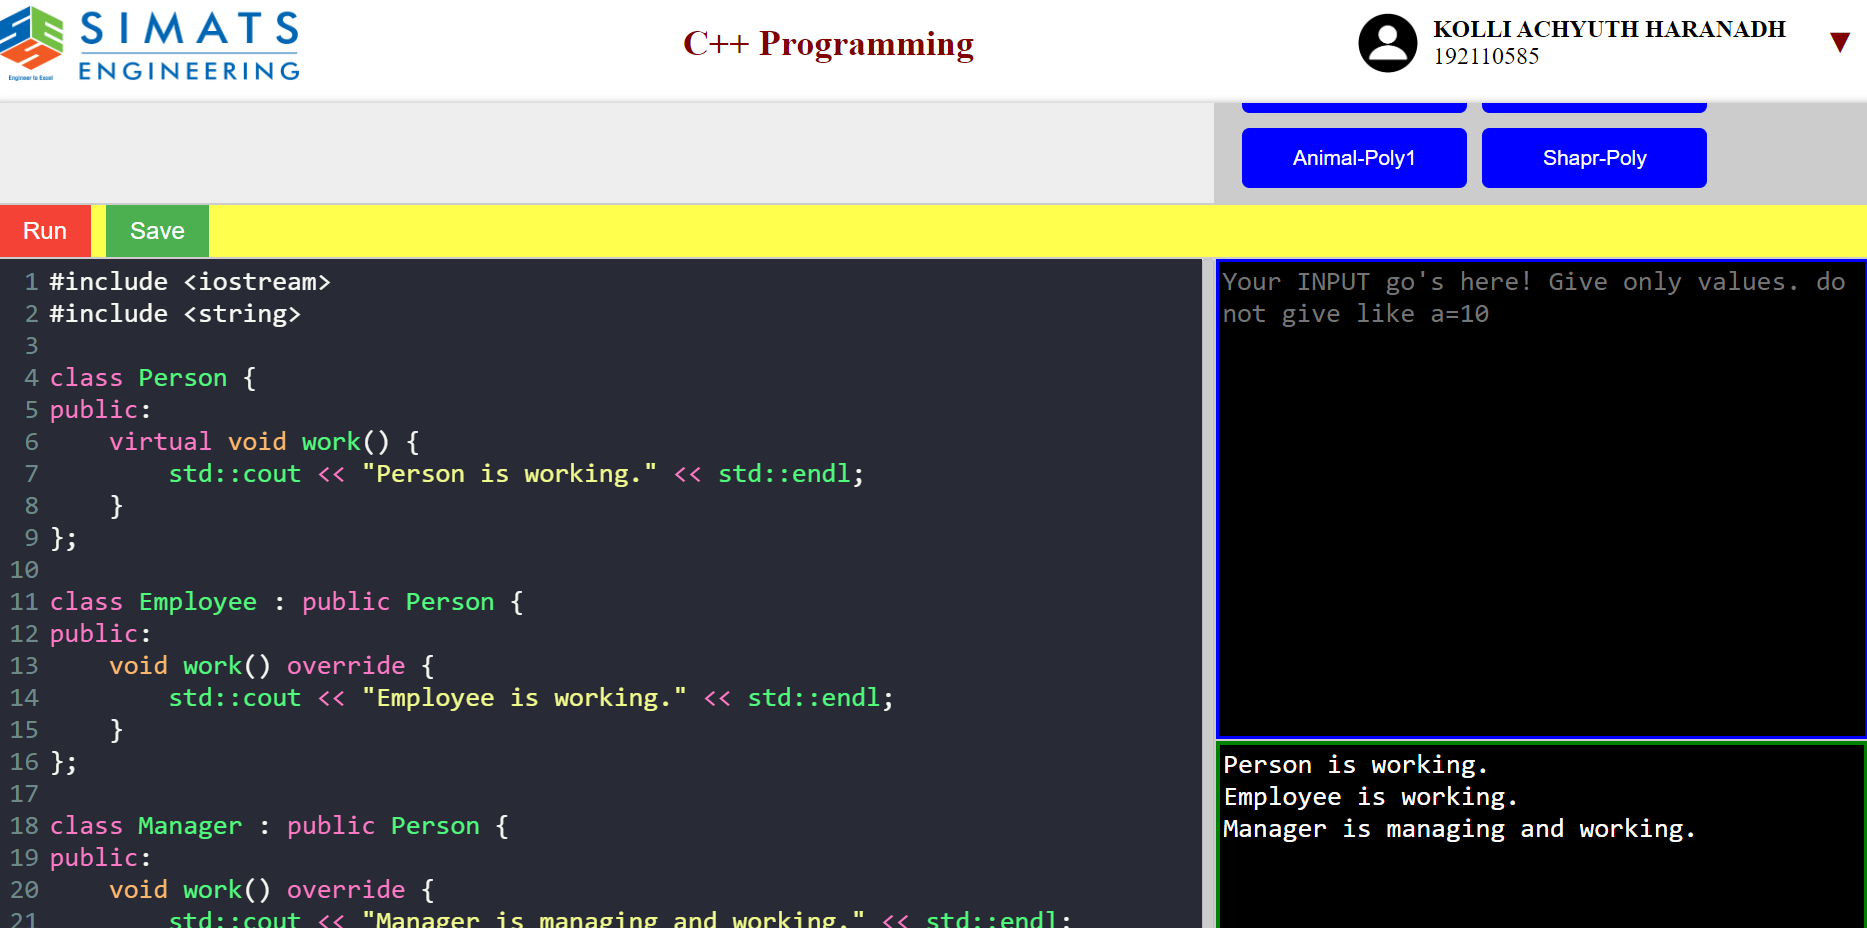 SIMATS
ENGINEERING
Engineer to Excel
C++ Programming
KOLLI ACHYUTH HARANADH
192110585
▼
Animal-Poly1
Shapr-Poly
Run
Save
1 #include <iostream>
2 #include <string>
3
4 class Person {
5 public:
6     virtual void work() {
7         std::cout << "Person is working." << std::endl;
8     }
9 };
10
11 class Employee : public Person {
12 public:
13     void work() override {
14         std::cout << "Employee is working." << std::endl;
15     }
16 };
17
18 class Manager : public Person {
19 public:
20     void work() override {
21         std::cout << "Manager is managing and working." << std::endl;
Your INPUT go's here! Give only values. do
not give like a=10
Person is working.
Employee is working.
Manager is managing and working.